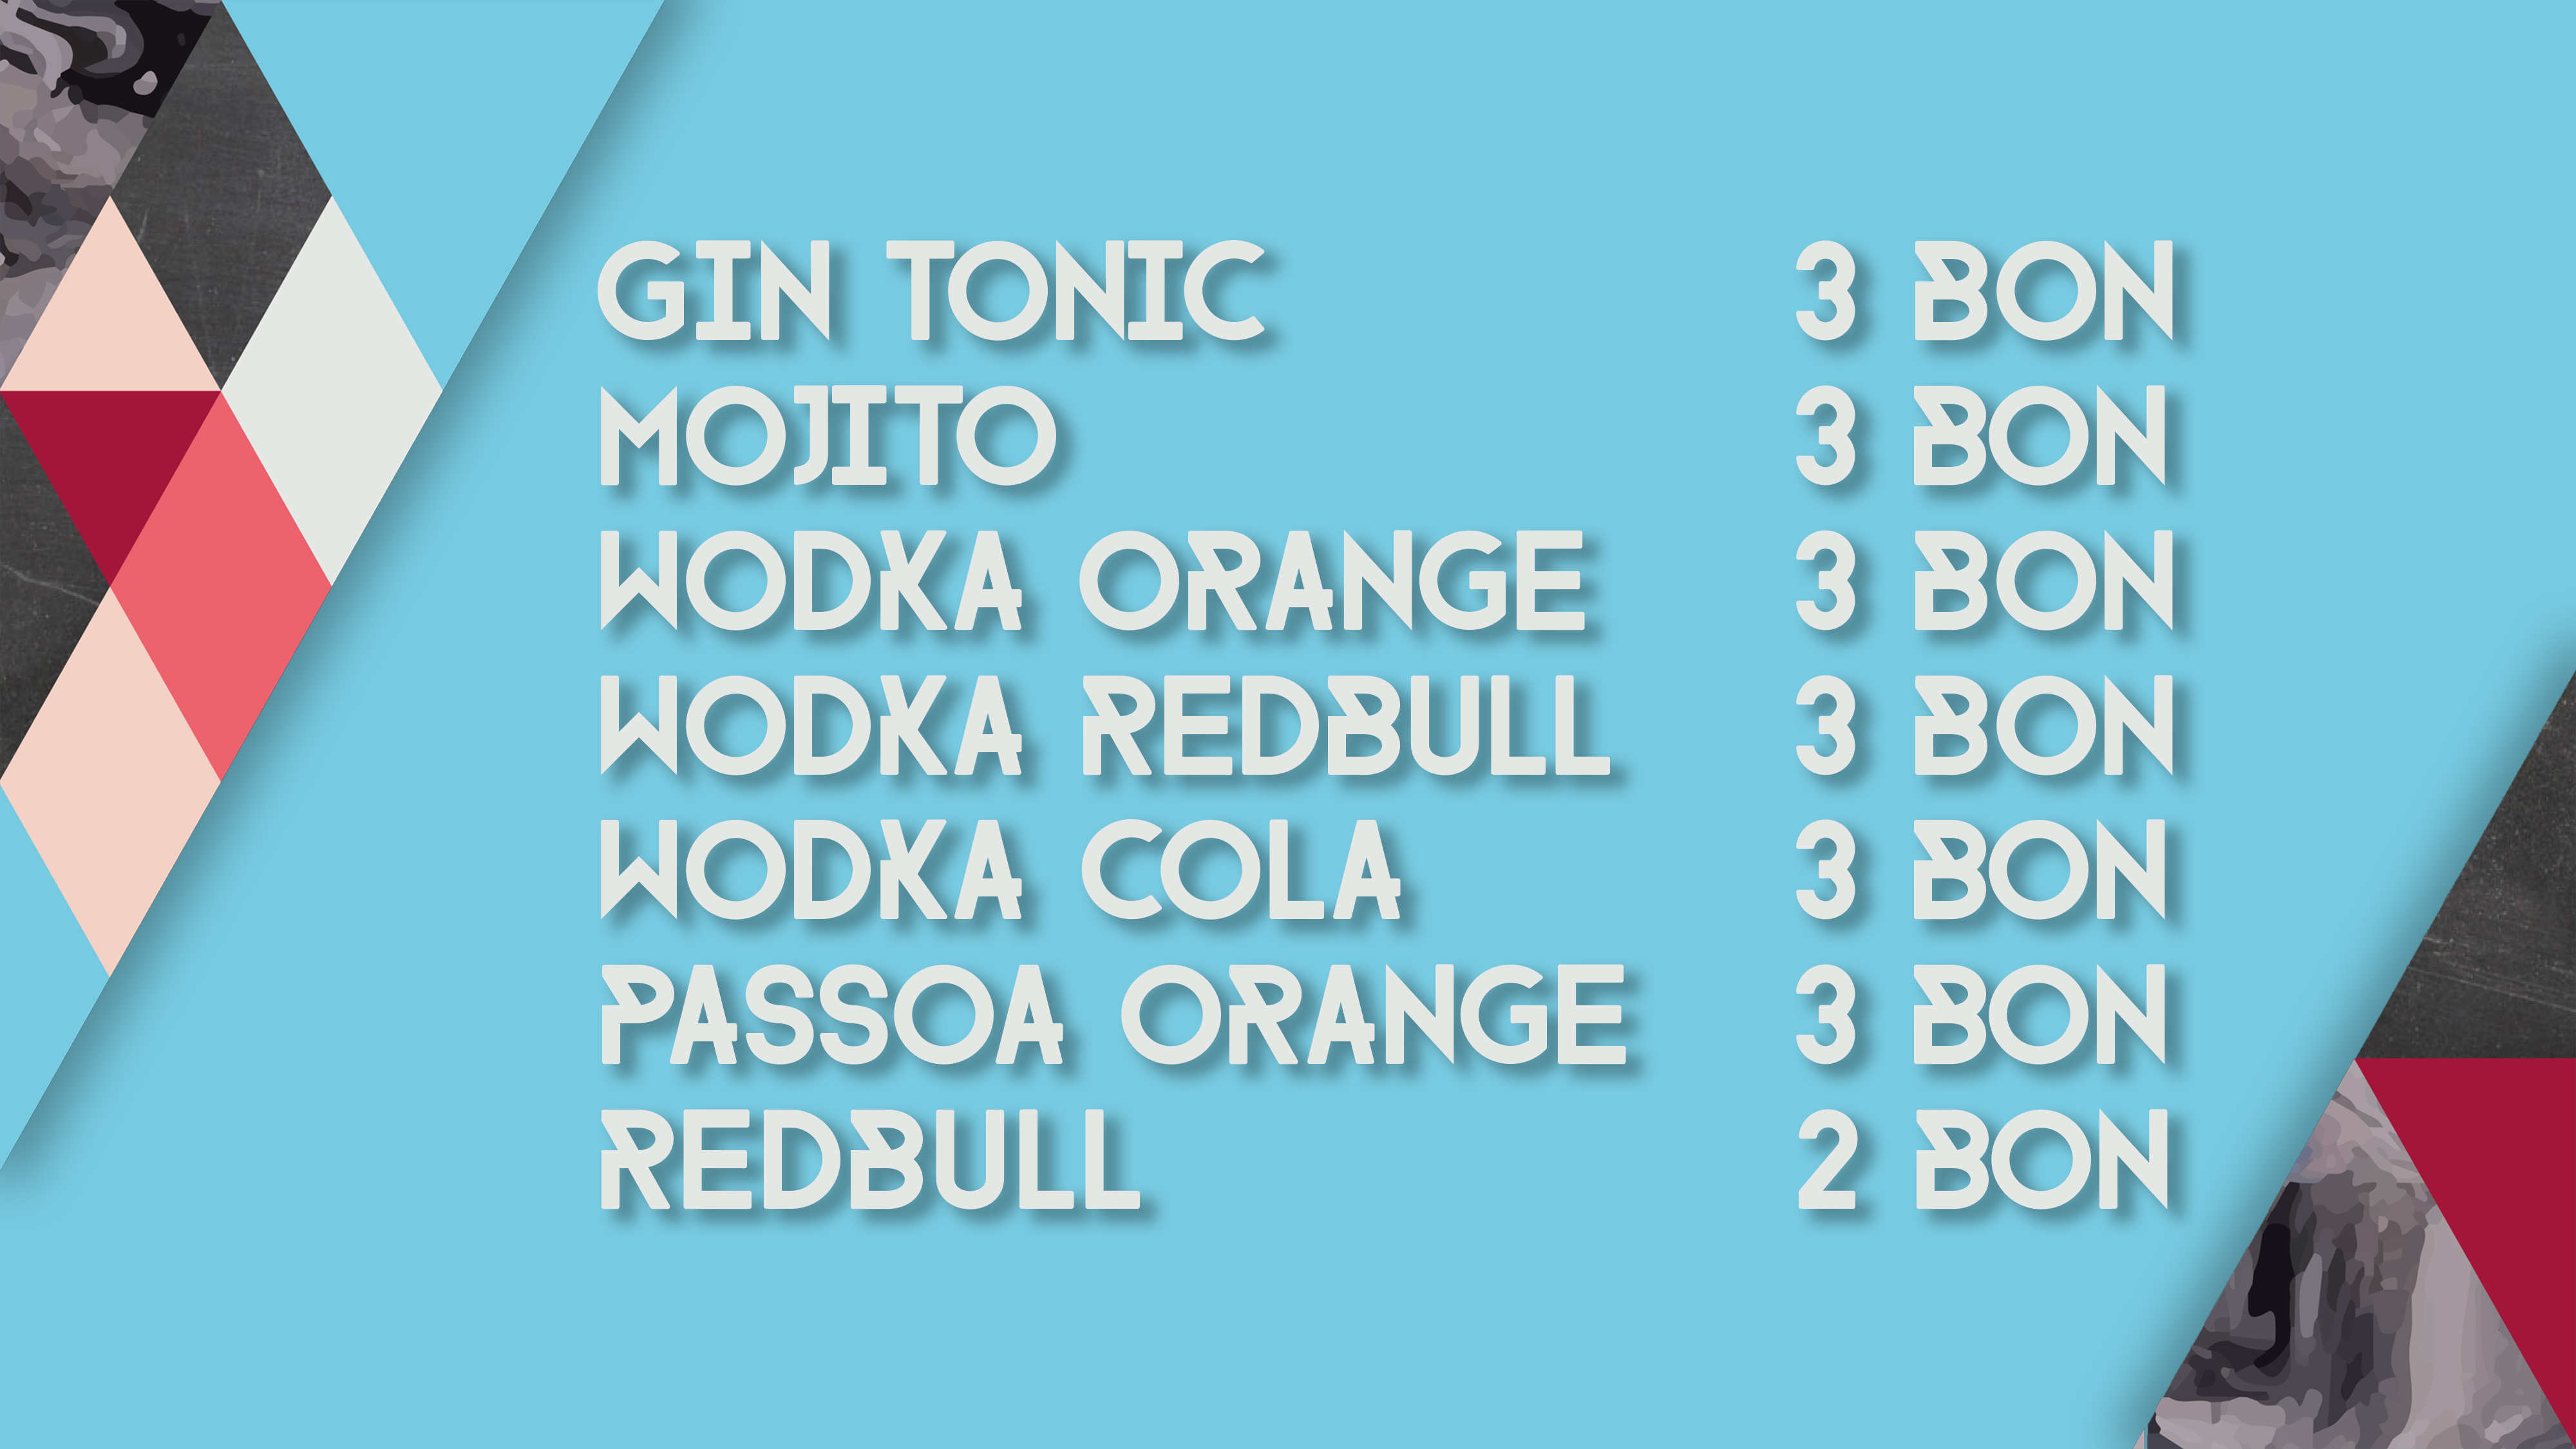 GIN TONIC 3 BON
MOJITO 3 BON
WODKA ORANGE 3 BON
WODKA REDBULL 3 BON
WODKA COLA 3 BON
PASSOA ORANGE 3 BON
REDBULL 2 BON